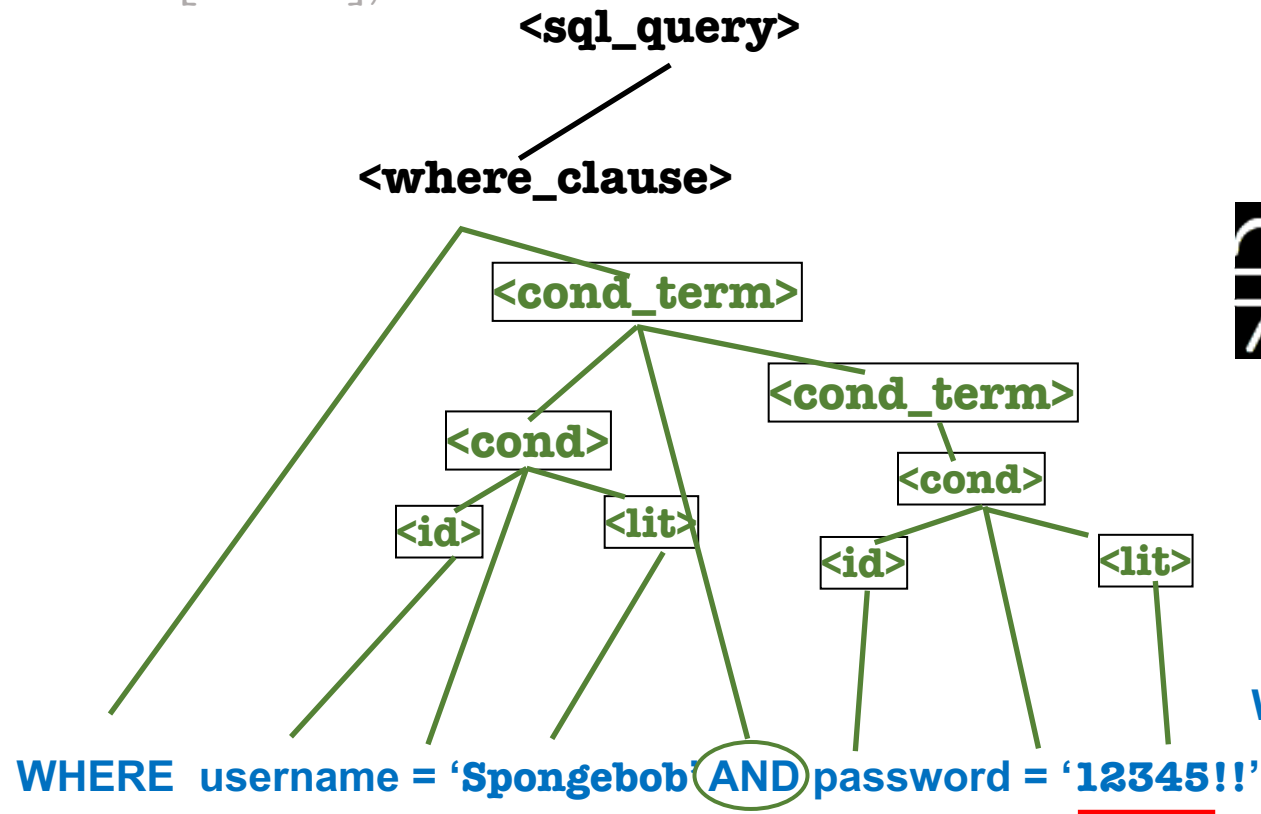 <sql_query>
<where_clause>
<cond_term>
<cond_term>
<cond>
<cond>
<id>
<lit>
<id>
<lit>
WHERE username = ‘Spongebob’ AND password = ‘12345!!’